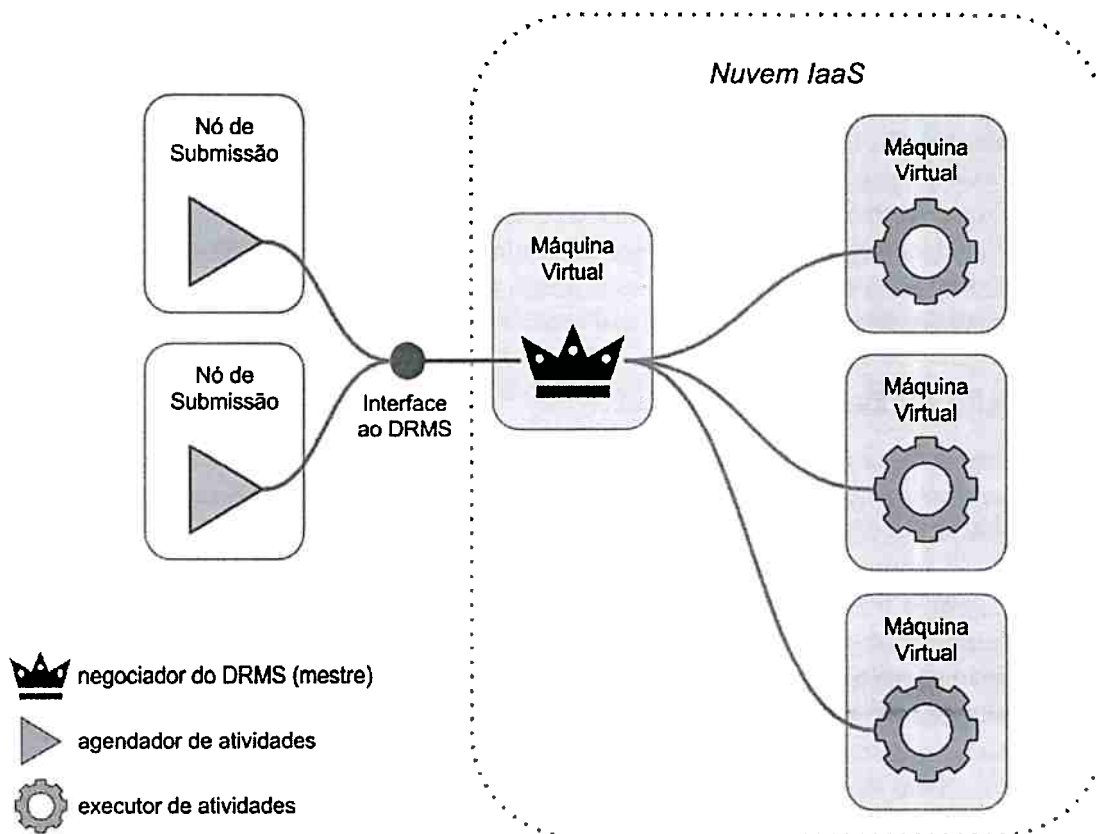 Nuvem IaaS
Nó de
Submissão
Nó de
Submissão
Interface
ao DRMS
Máquina
Virtual
Máquina
Virtual
Máquina
Virtual
Máquina
Virtual
negociador do DRMS (mestre)
agendador de atividades
executor de atividades